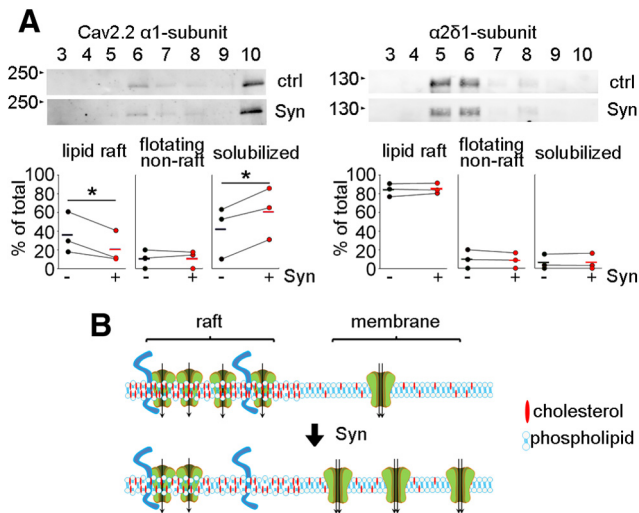 A
Cav2.2 α1-subunit
3 4 5 6 7 8 9 10
250
ctrl
250
Syn
α2δ1-subunit
3 4 5 6 7 8 9 10
130
ctrl
130
Syn
lipid raft
flotating
non-raft
solubilized
% of total
100
80
60
40
20
0
*
*
- + - + - + Syn
lipid raft
flotating
non-raft
solubilized
% of total
100
80
60
40
20
0
- + - + - + Syn
B
raft
membrane
Syn
cholesterol
phospholipid